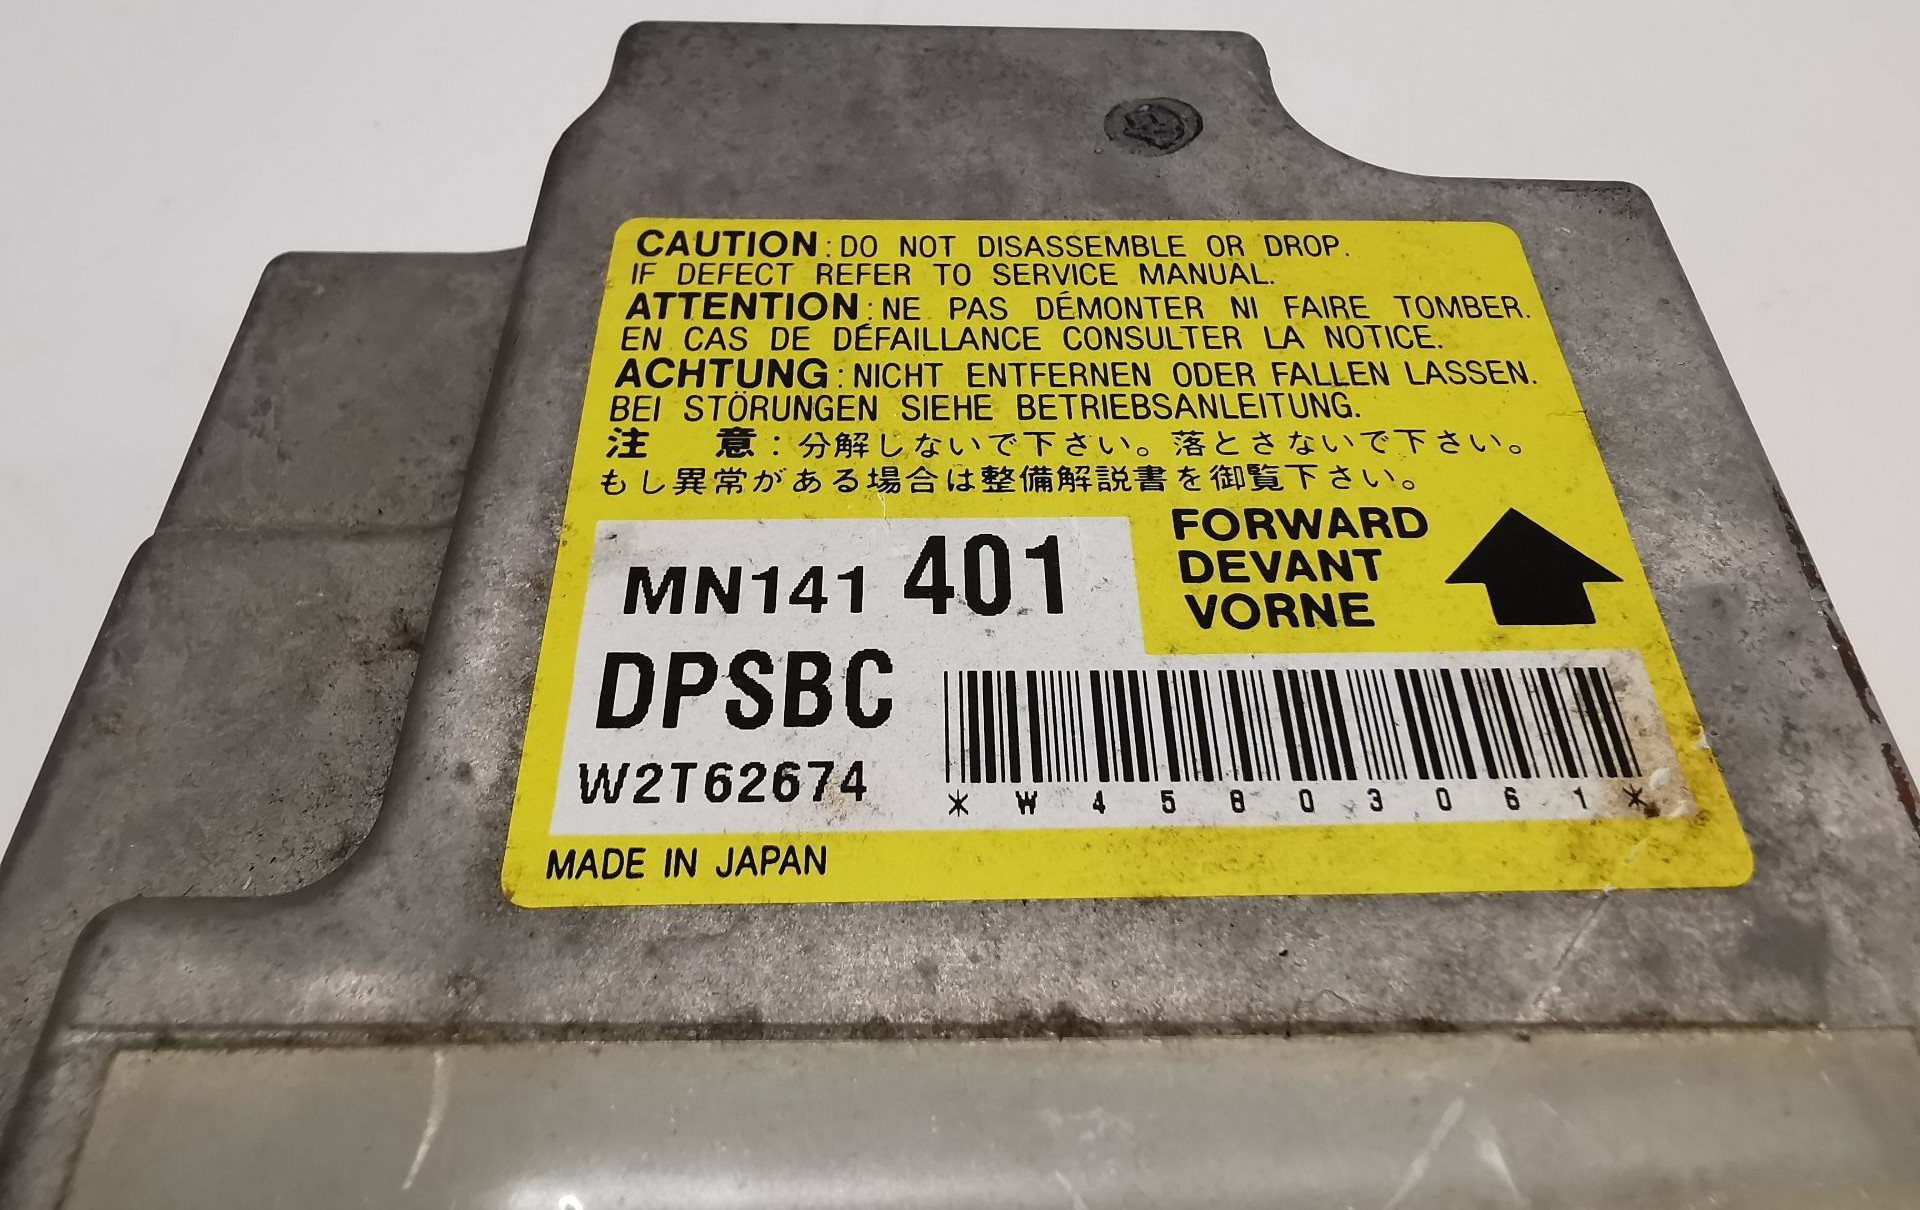 CAUTION : DO NOT DISASSEMBLE OR DROP.
IF DEFECT REFER TO SERVICE MANUAL.
ATTENTION : NE PAS DÉMONTER NI FAIRE TOMBER.
EN CAS DE DÉFAILLANCE CONSULTER LA NOTICE.
ACHTUNG : NICHT ENTFERNEN ODER FALLEN LASSEN.
BEI STÖRUNGEN SIEHE BETRIEBSANLEITUNG.
注 意 : 分解しないで下さい。落とさないで下さい。
もし異常がある場合は整備解説書を御覧下さい。
FORWARD
DEVANT
VORNE
MN141 401
DPSBC
W2T62674
*W45803061*
MADE IN JAPAN